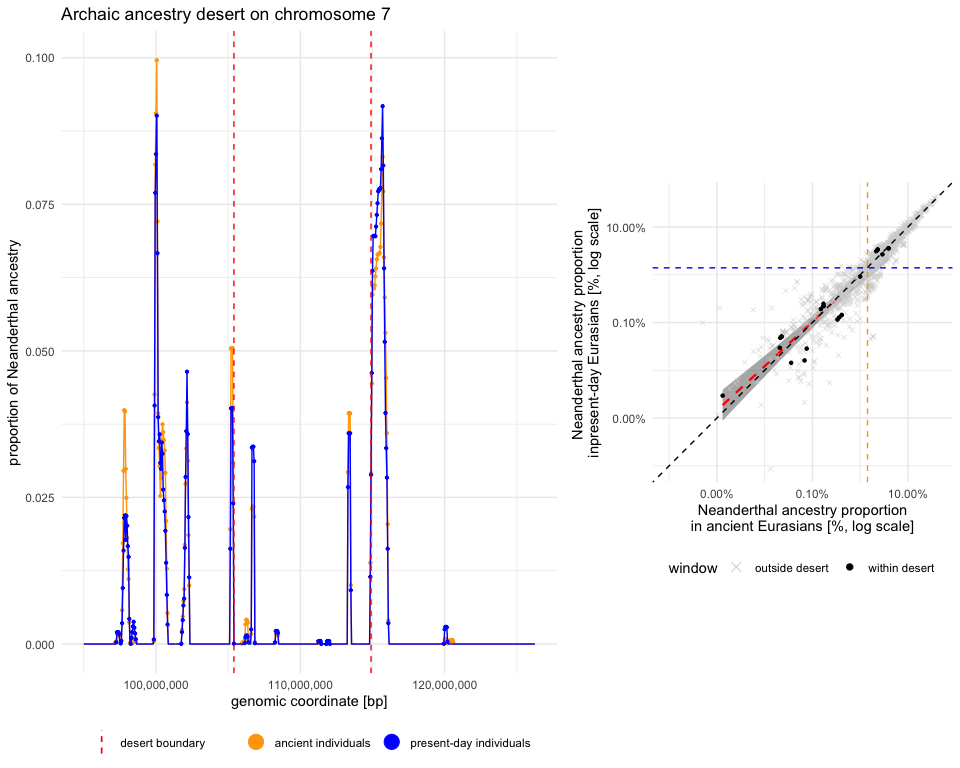 Archaic ancestry desert on chromosome 7
proportion of Neanderthal ancestry
0.100
0.075
0.050
0.025
0.000
100,000,000
110,000,000
120,000,000
genomic coordinate [bp]
desert boundary
ancient individuals
present-day individuals
Neanderthal ancestry proportion
inpresent-day Eurasians [%, log scale]
10.00%
0.10%
0.00%
0.00%
0.10%
10.00%
Neanderthal ancestry proportion
in ancient Eurasians [%, log scale]
window
outside desert
within desert